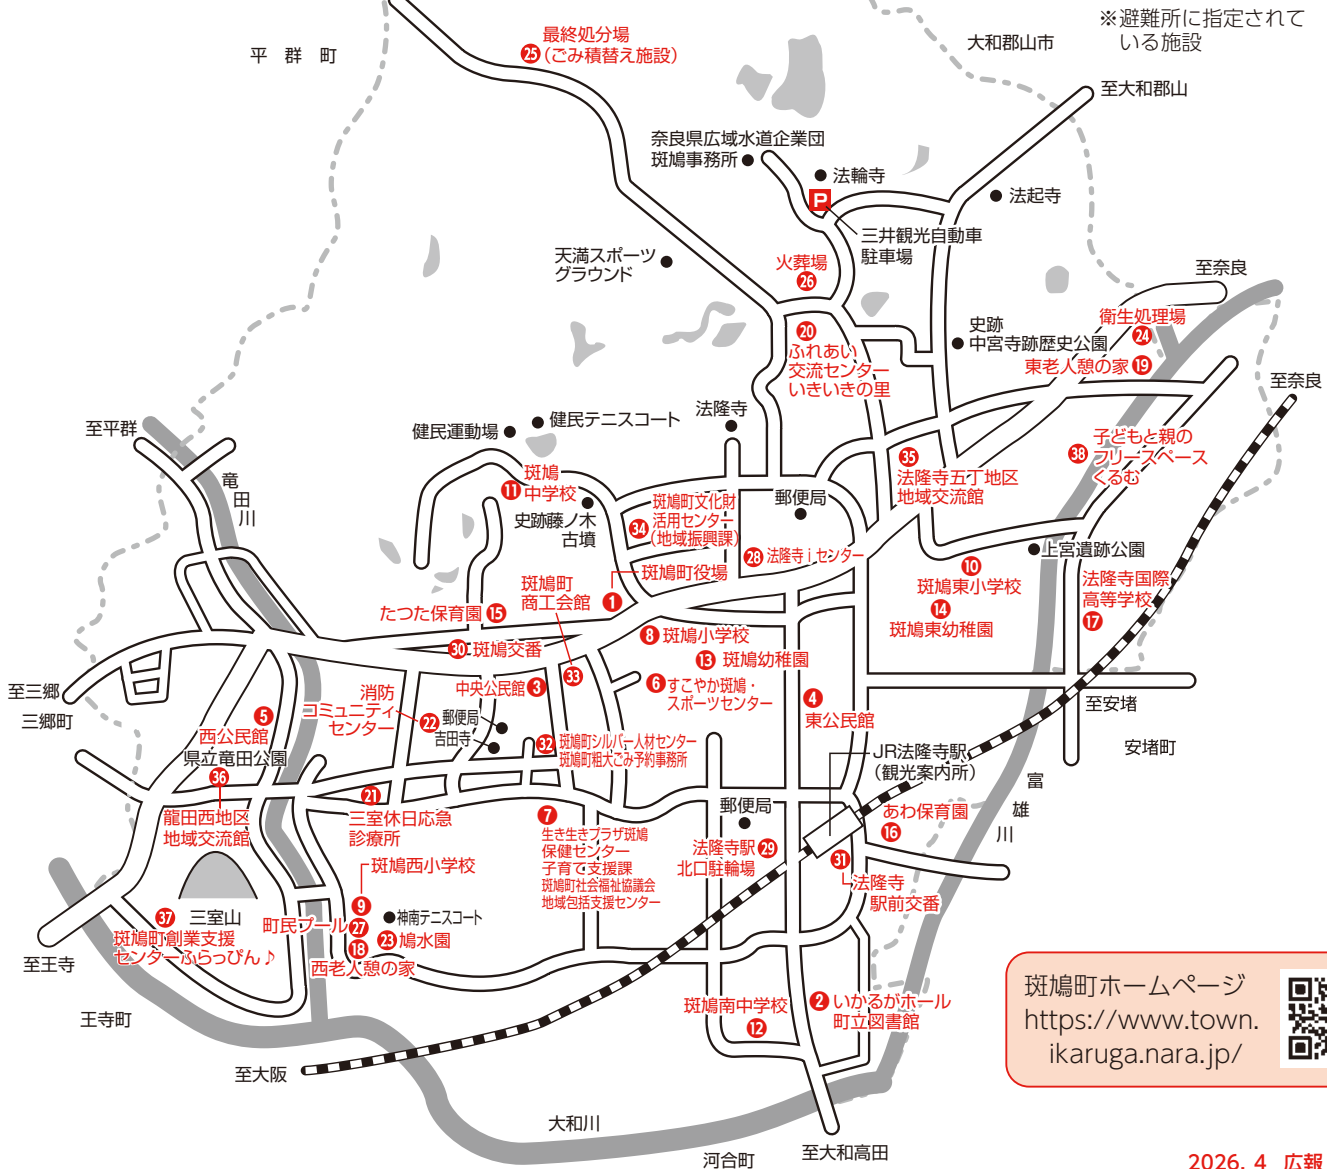 ※避難所に指定されて
いる施設
平群町
最終処分場
㉕(ごみ積替え施設)
大和郡山市
至大和郡山
奈良県広域水道企業団
斑鳩事務所
法輪寺
P
法起寺
三井観光自動車
駐車場
天満スポーツ
グラウンド
火葬場
㉖
至奈良
衛生処理場
㉔
史跡
中宮寺跡歴史公園
東老人憩の家⑲
⑳
ふれあい
交流センター
いきいきの里
至奈良
至平群
健民運動場
健民テニスコート
法隆寺
竜田川
斑鳩
⑪中学校
史跡藤ノ木
古墳
斑鳩町文化財
㉞活用センター
(地域振興課)
郵便局
㉟
法隆寺五丁地区
地域交流館
㊳
子どもと親の
フリースペース
くるむ
㉘法隆寺iセンター
上宮遺跡公園
⑩
斑鳩東小学校
⑭
斑鳩東幼稚園
法隆寺国際
高等学校
⑰
斑鳩町
商工会館
①
斑鳩町役場
たつた保育園⑮
㉚斑鳩交番
⑧斑鳩小学校
⑬斑鳩幼稚園
㉝
中央公民館③
⑥すこやか斑鳩・
スポーツセンター
④
東公民館
至三郷
三郷町
⑤
西公民館
県立竜田公園
㊱
龍田西地区
地域交流館
消防
コミュニティ
センター
㉒
郵便局
吉田寺
㉜斑鳩町シルバー人材センター
斑鳩町粗大ごみ予約事務所
至安堵
安堵町
JR法隆寺駅
(観光案内所)
富雄川
㉑
三室休日応急
診療所
⑦
生き生きプラザ斑鳩
保健センター
子育て支援課
斑鳩町社会福祉協議会
地域包括支援センター
郵便局
法隆寺駅㉙
北口駐輪場
あわ保育園
⑯
㉛
法隆寺
駅前交番
斑鳩西小学校
⑨
三室山
㊲
斑鳩町創業支援
センターふらっぴん♪
町民プール㉗
神南テニスコート
㉓鳩水園
⑱
西老人憩の家
至王寺
王寺町
斑鳩南中学校
⑫
②いかるがホール
町立図書館
至大阪
大和川
河合町
至大和高田
斑鳩町ホームページ
https://www.town.
ikaruga.nara.jp/
2026. 4 広報